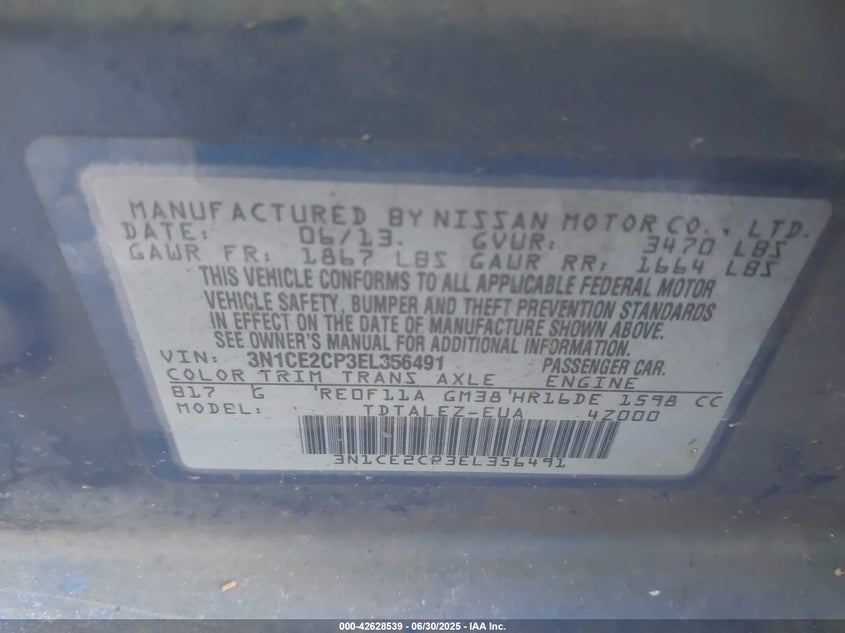 MANUFACTURED BY NISSAN MOTOR CO., LTD.
DATE: 06/13. GVWR: 3470 LBS
GAWR FR: 1867 LBS GAWR RR: 1664 LBS
THIS VEHICLE CONFORMS TO ALL APPLICABLE FEDERAL MOTOR
VEHICLE SAFETY, BUMPER AND THEFT PREVENTION STANDARDS
IN EFFECT ON THE DATE OF MANUFACTURE SHOWN ABOVE.
SEE OWNER'S MANUAL FOR ADDITIONAL INFORMATION.
VIN: 3N1CE2CP3EL356491 PASSENGER CAR.
COLOR TRIM TRANS AXLE ENGINE
B17 G RE0F11A GM38 HR16DE 1598 CC
MODEL: TDTALEZ-EUA 4Z000
3N1CE2CP3EL356491
000-42628539 - 06/30/2025 - IAA Inc.